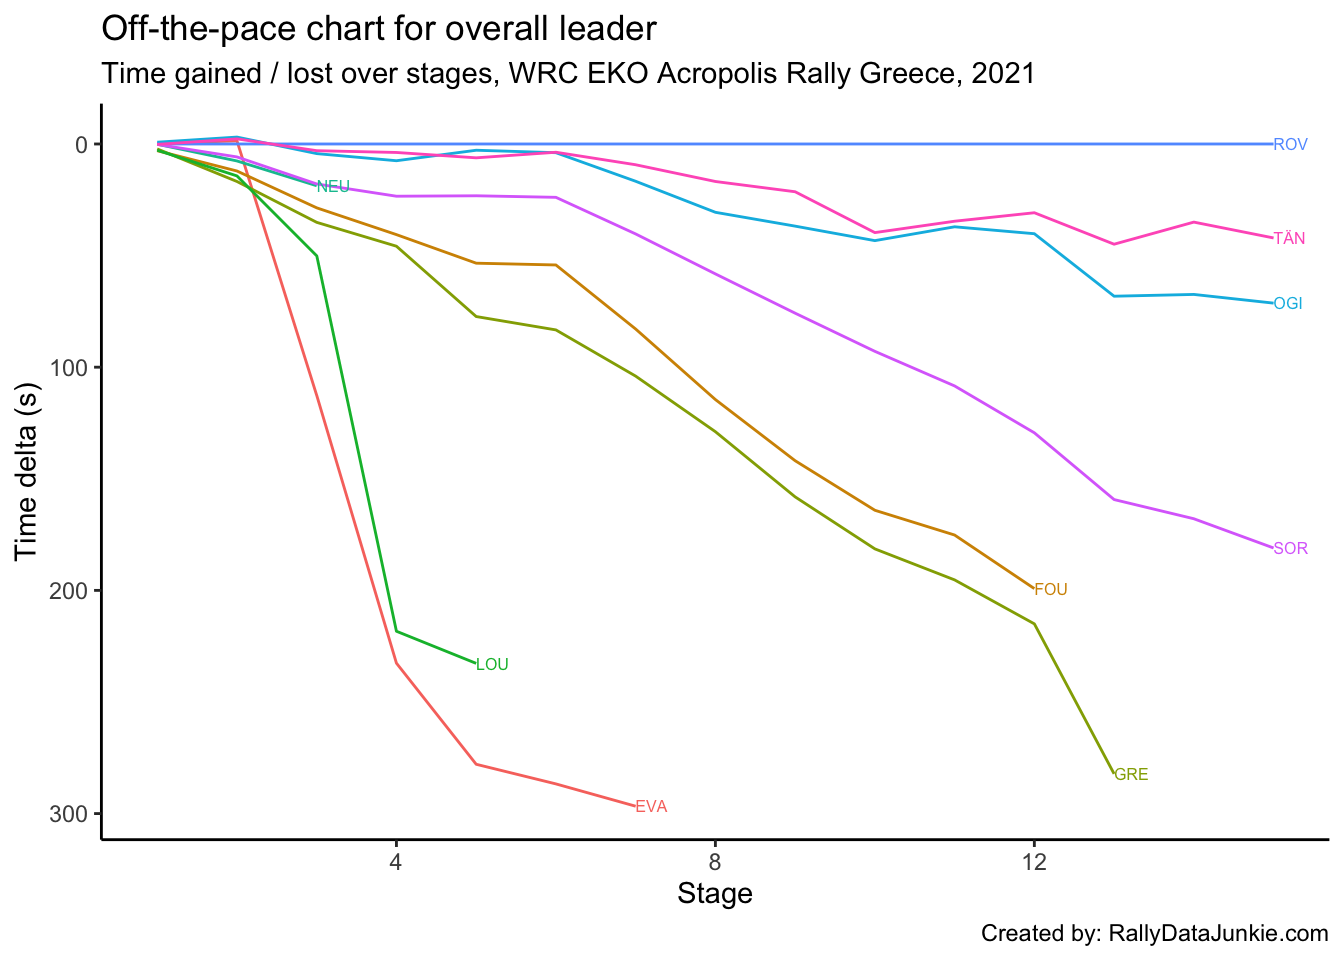 Off-the-pace chart for overall leader
Time gained / lost over stages, WRC EKO Acropolis Rally Greece, 2021
0
100
200
300
Time delta (s)
ROV
NEU
TÄN
OGI
SOR
FOU
LOU
GRE
EVA
4
8
12
Stage
Created by: RallyDataJunkie.com